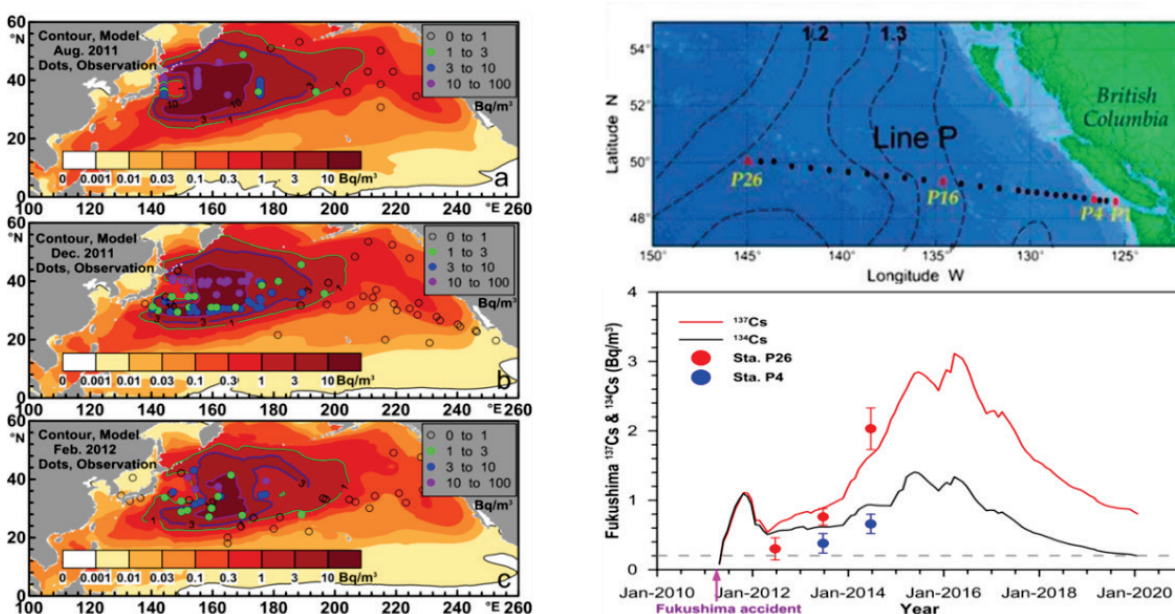 60
°N
40
20
0
Contour, Model
Aug. 2011
Dots, Observation
0 to 1
1 to 3
3 to 10
10 to 100
Bq/m³
10
3
1
1
0 0.001 0.01 0.03 0.1 0.3 1 3 10 Bq/m³
a
100 120 140 160 180 200 220 240 °E 260
60
°N
40
20
0
Contour, Model
Dec. 2011
Dots, Observation
0 to 1
1 to 3
3 to 10
10 to 100
Bq/m³
3
1
1
0 0.001 0.01 0.03 0.1 0.3 1 3 10 Bq/m³
b
100 120 140 160 180 200 220 240 °E 260
60
°N
40
20
0
Contour, Model
Feb. 2012
Dots, Observation
0 to 1
1 to 3
3 to 10
10 to 100
Bq/m³
1
3
1
0 0.001 0.01 0.03 0.1 0.3 1 3 10 Bq/m³
c
100 120 140 160 180 200 220 240 °E 260
54°
52°
50°
48°
Latitude N
1.2
1.3
British
Columbia
Line P
P26
P16
P4
P1
150° 145° 140° 135° 130° 125°
Longitude W
4
3
2
1
0
Fukushima ¹³⁷Cs & ¹³⁴Cs (Bq/m³)
¹³⁷Cs
¹³⁴Cs
Sta. P26
Sta. P4
Jan-2010 Jan-2012 Jan-2014 Jan-2016 Jan-2018 Jan-2020
Fukushima accident
Year